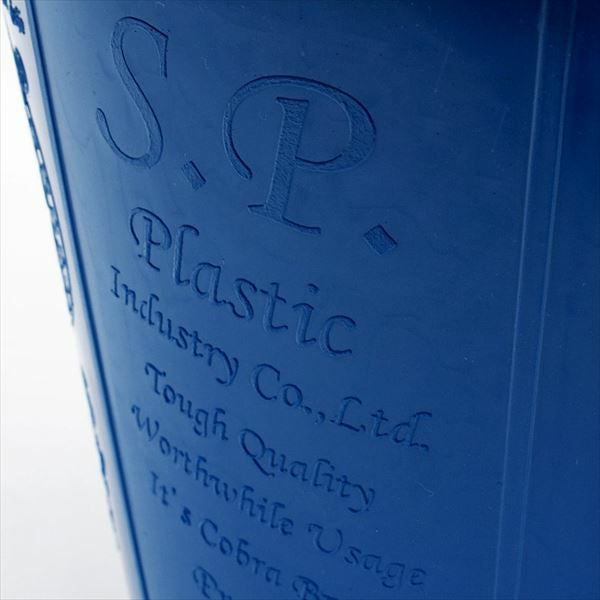 S.P.
Plastic
Industry Co., Ltd.
Tough Quality
Worthwhile Usage
It's Cobra